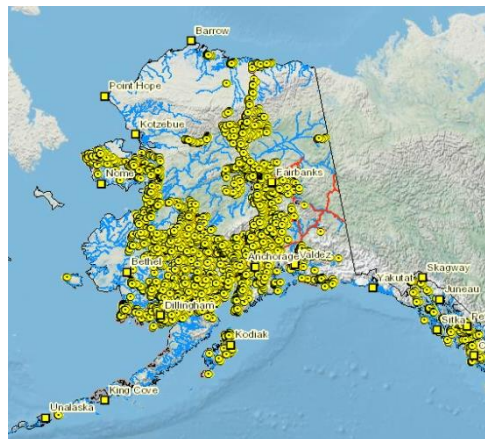 Barrow
Point Hope
Kotzebue
Nome
Fairbanks
Bethel
Anchorage
Valdez
Dillingham
Yakutat
Skagway
Juneau
Sitka
Kodiak
King Cove
Unalaska